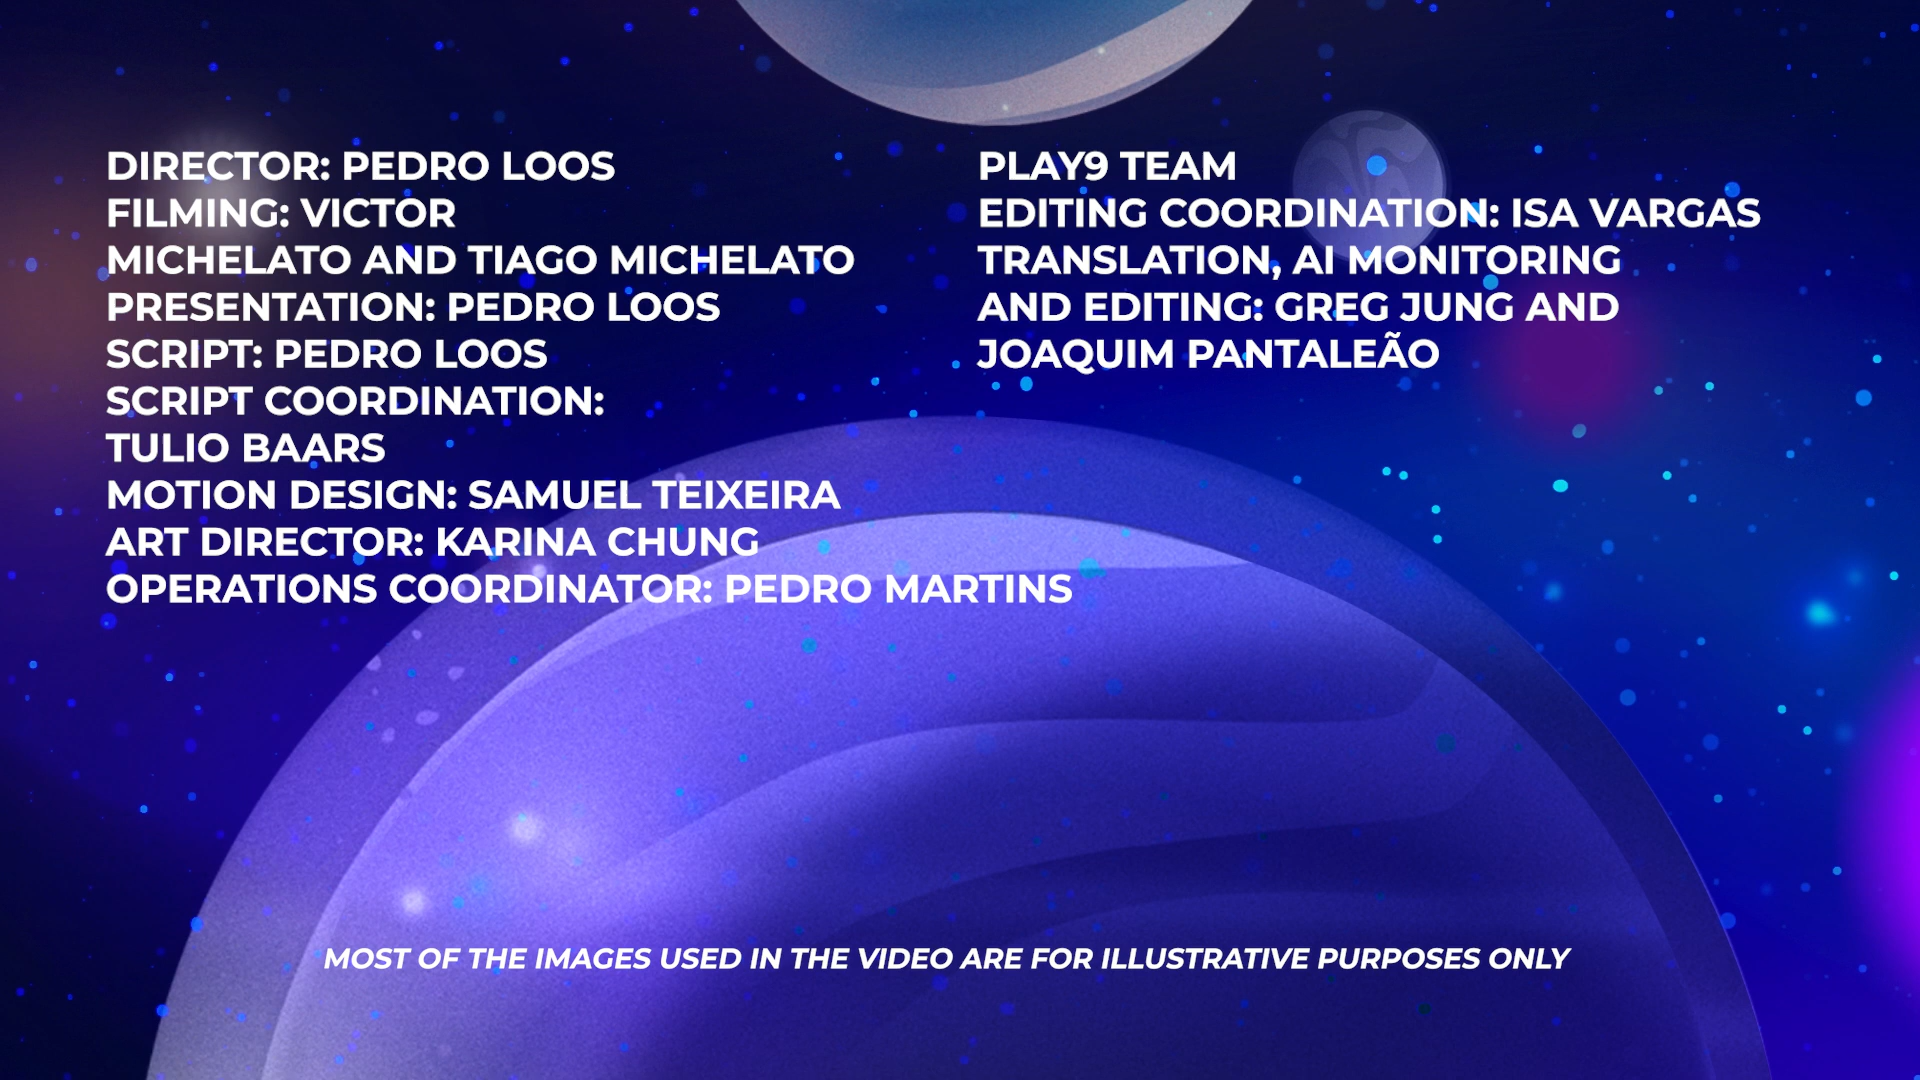 DIRECTOR: PEDRO LOOS
FILMING: VICTOR
MICHELATO AND TIAGO MICHELATO
PRESENTATION: PEDRO LOOS
SCRIPT: PEDRO LOOS
SCRIPT COORDINATION:
TULIO BAARS
MOTION DESIGN: SAMUEL TEIXEIRA
ART DIRECTOR: KARINA CHUNG
OPERATIONS COORDINATOR: PEDRO MARTINS
PLAY9 TEAM
EDITING COORDINATION: ISA VARGAS
TRANSLATION, AI MONITORING
AND EDITING: GREG JUNG AND
JOAQUIM PANTALEÃO
MOST OF THE IMAGES USED IN THE VIDEO ARE FOR ILLUSTRATIVE PURPOSES ONLY